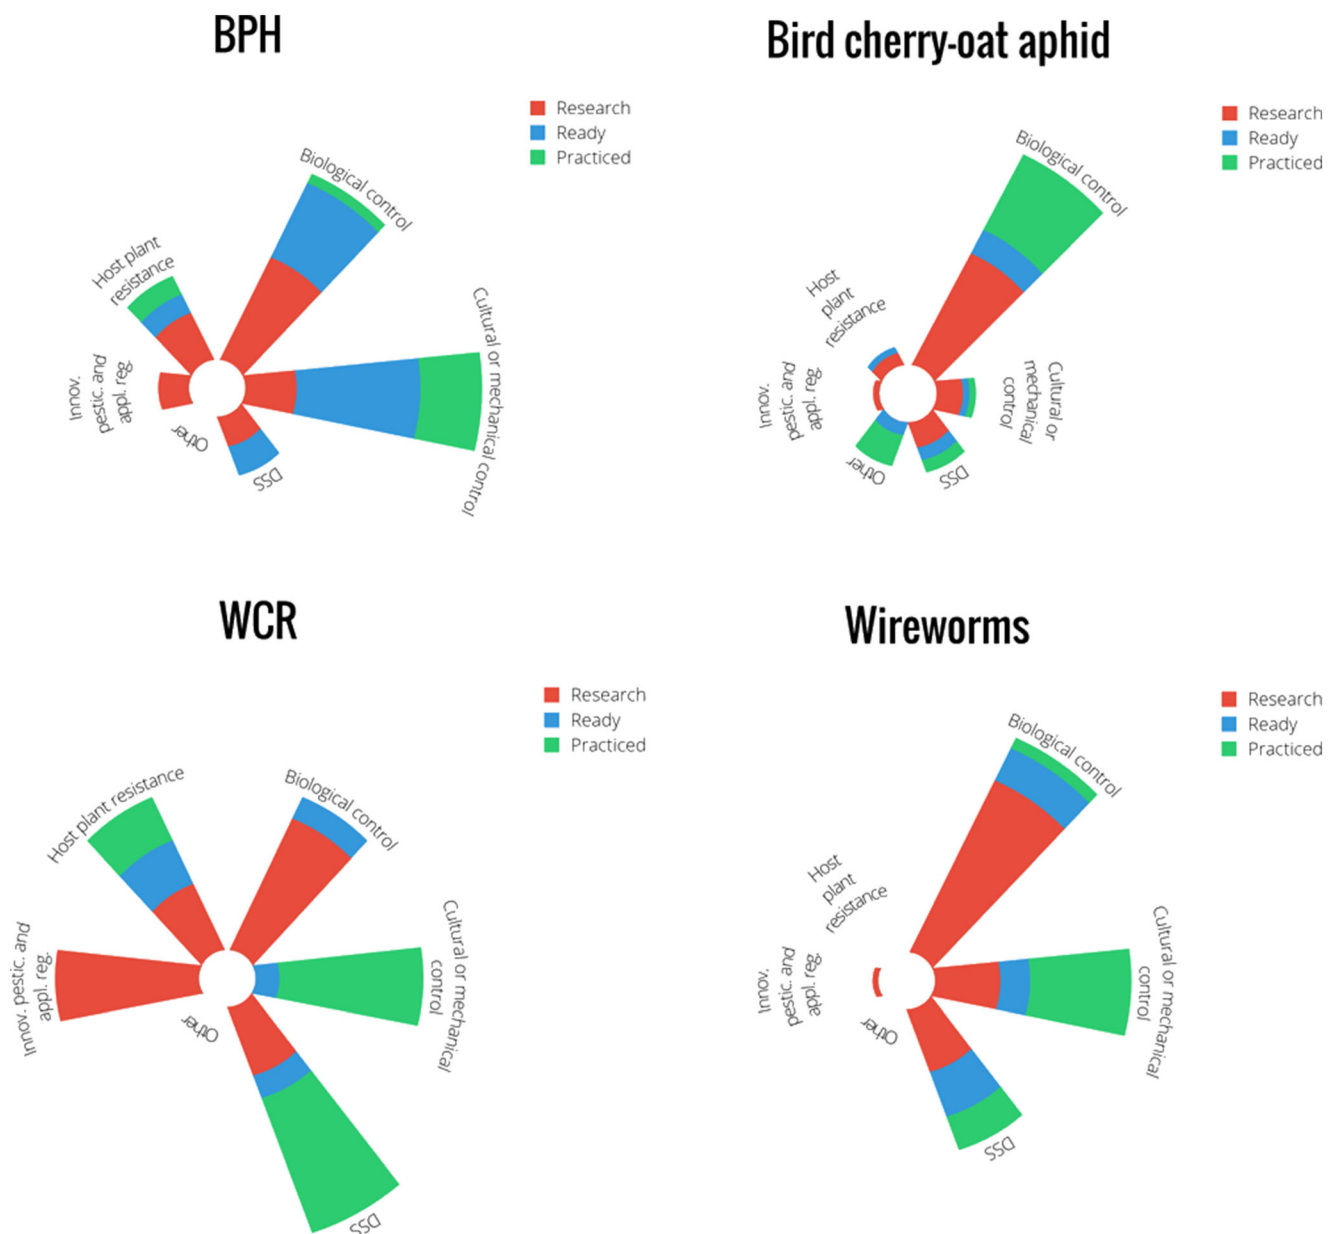 BPH
Research
Ready
Practiced
Biological control
Host plant
resistance
Cultural or mechanical control
Innov.
pestic. and
appl. reg.
Other
DSS
Bird cherry-oat aphid
Research
Ready
Practiced
Biological control
Host
plant
resistance
Cultural or
mechanical
control
Innov.
pestic. and
appl. reg.
Other
DSS
WCR
Research
Ready
Practiced
Host plant resistance
Biological control
Cultural or mechanical
control
Innov. pestic. and
appl. reg.
Other
DSS
Wireworms
Research
Ready
Practiced
Biological control
Host
plant
resistance
Cultural or mechanical
control
Innov.
pestic. and
appl. reg.
Other
DSS